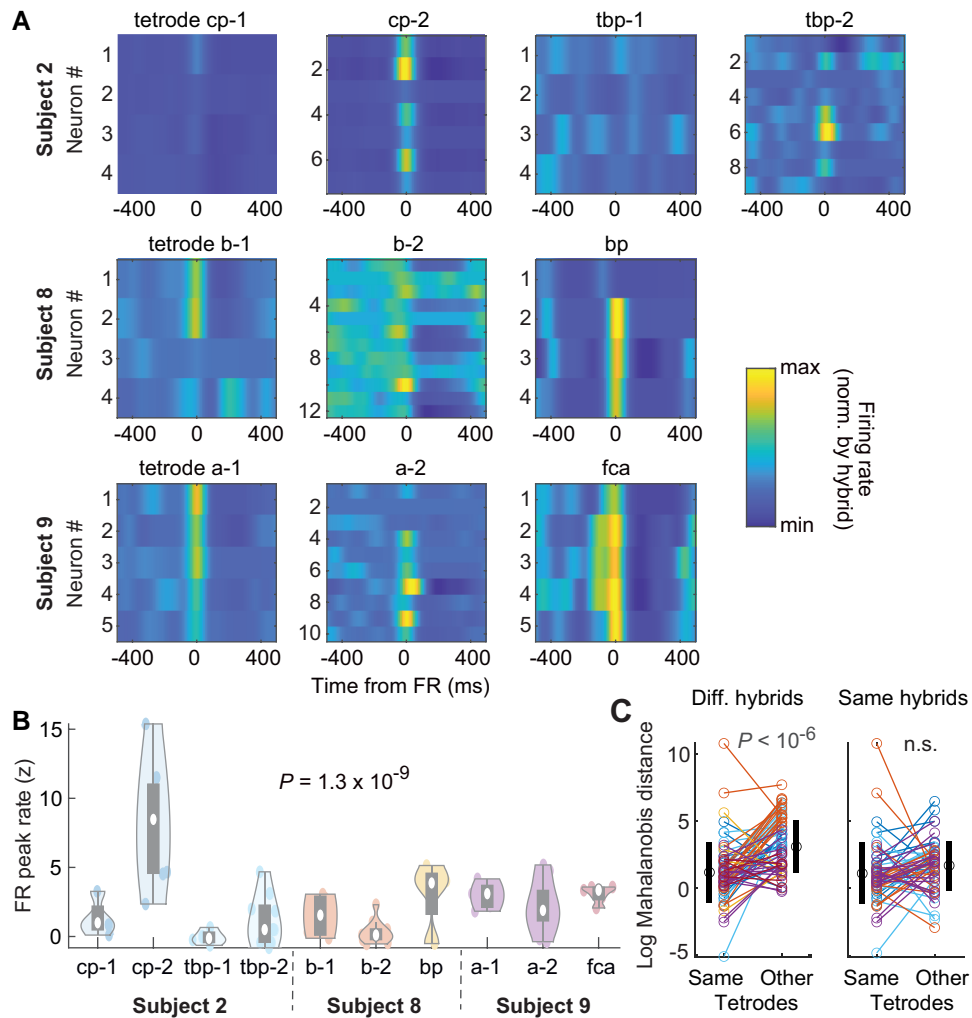 A
tetrode cp-1 cp-2 tbp-1 tbp-2
Subject 2
Neuron #
1
2
3
4
2
4
6
1
2
3
4
2
4
6
8
-400 0 400 -400 0 400 -400 0 400 -400 0 400
tetrode b-1 b-2 bp
Subject 8
Neuron #
1
2
3
4
4
8
12
1
2
3
4
-400 0 400 -400 0 400 -400 0 400
max
min
Firing rate
(norm. by hybrid)
tetrode a-1 a-2 fca
Subject 9
Neuron #
1
2
3
4
5
2
4
6
8
10
1
2
3
4
5
-400 0 400 -400 0 400 -400 0 400
Time from FR (ms)
B
FR peak rate (z)
15
10
5
0
P = 1.3 x 10⁻⁹
cp-1 cp-2 tbp-1 tbp-2 b-1 b-2 bp a-1 a-2 fca
Subject 2 Subject 8 Subject 9
C
Diff. hybrids Same hybrids
P < 10⁻⁶ n.s.
Log Mahalanobis distance
10
5
0
-5
Same Other Same Other
Tetrodes Tetrodes